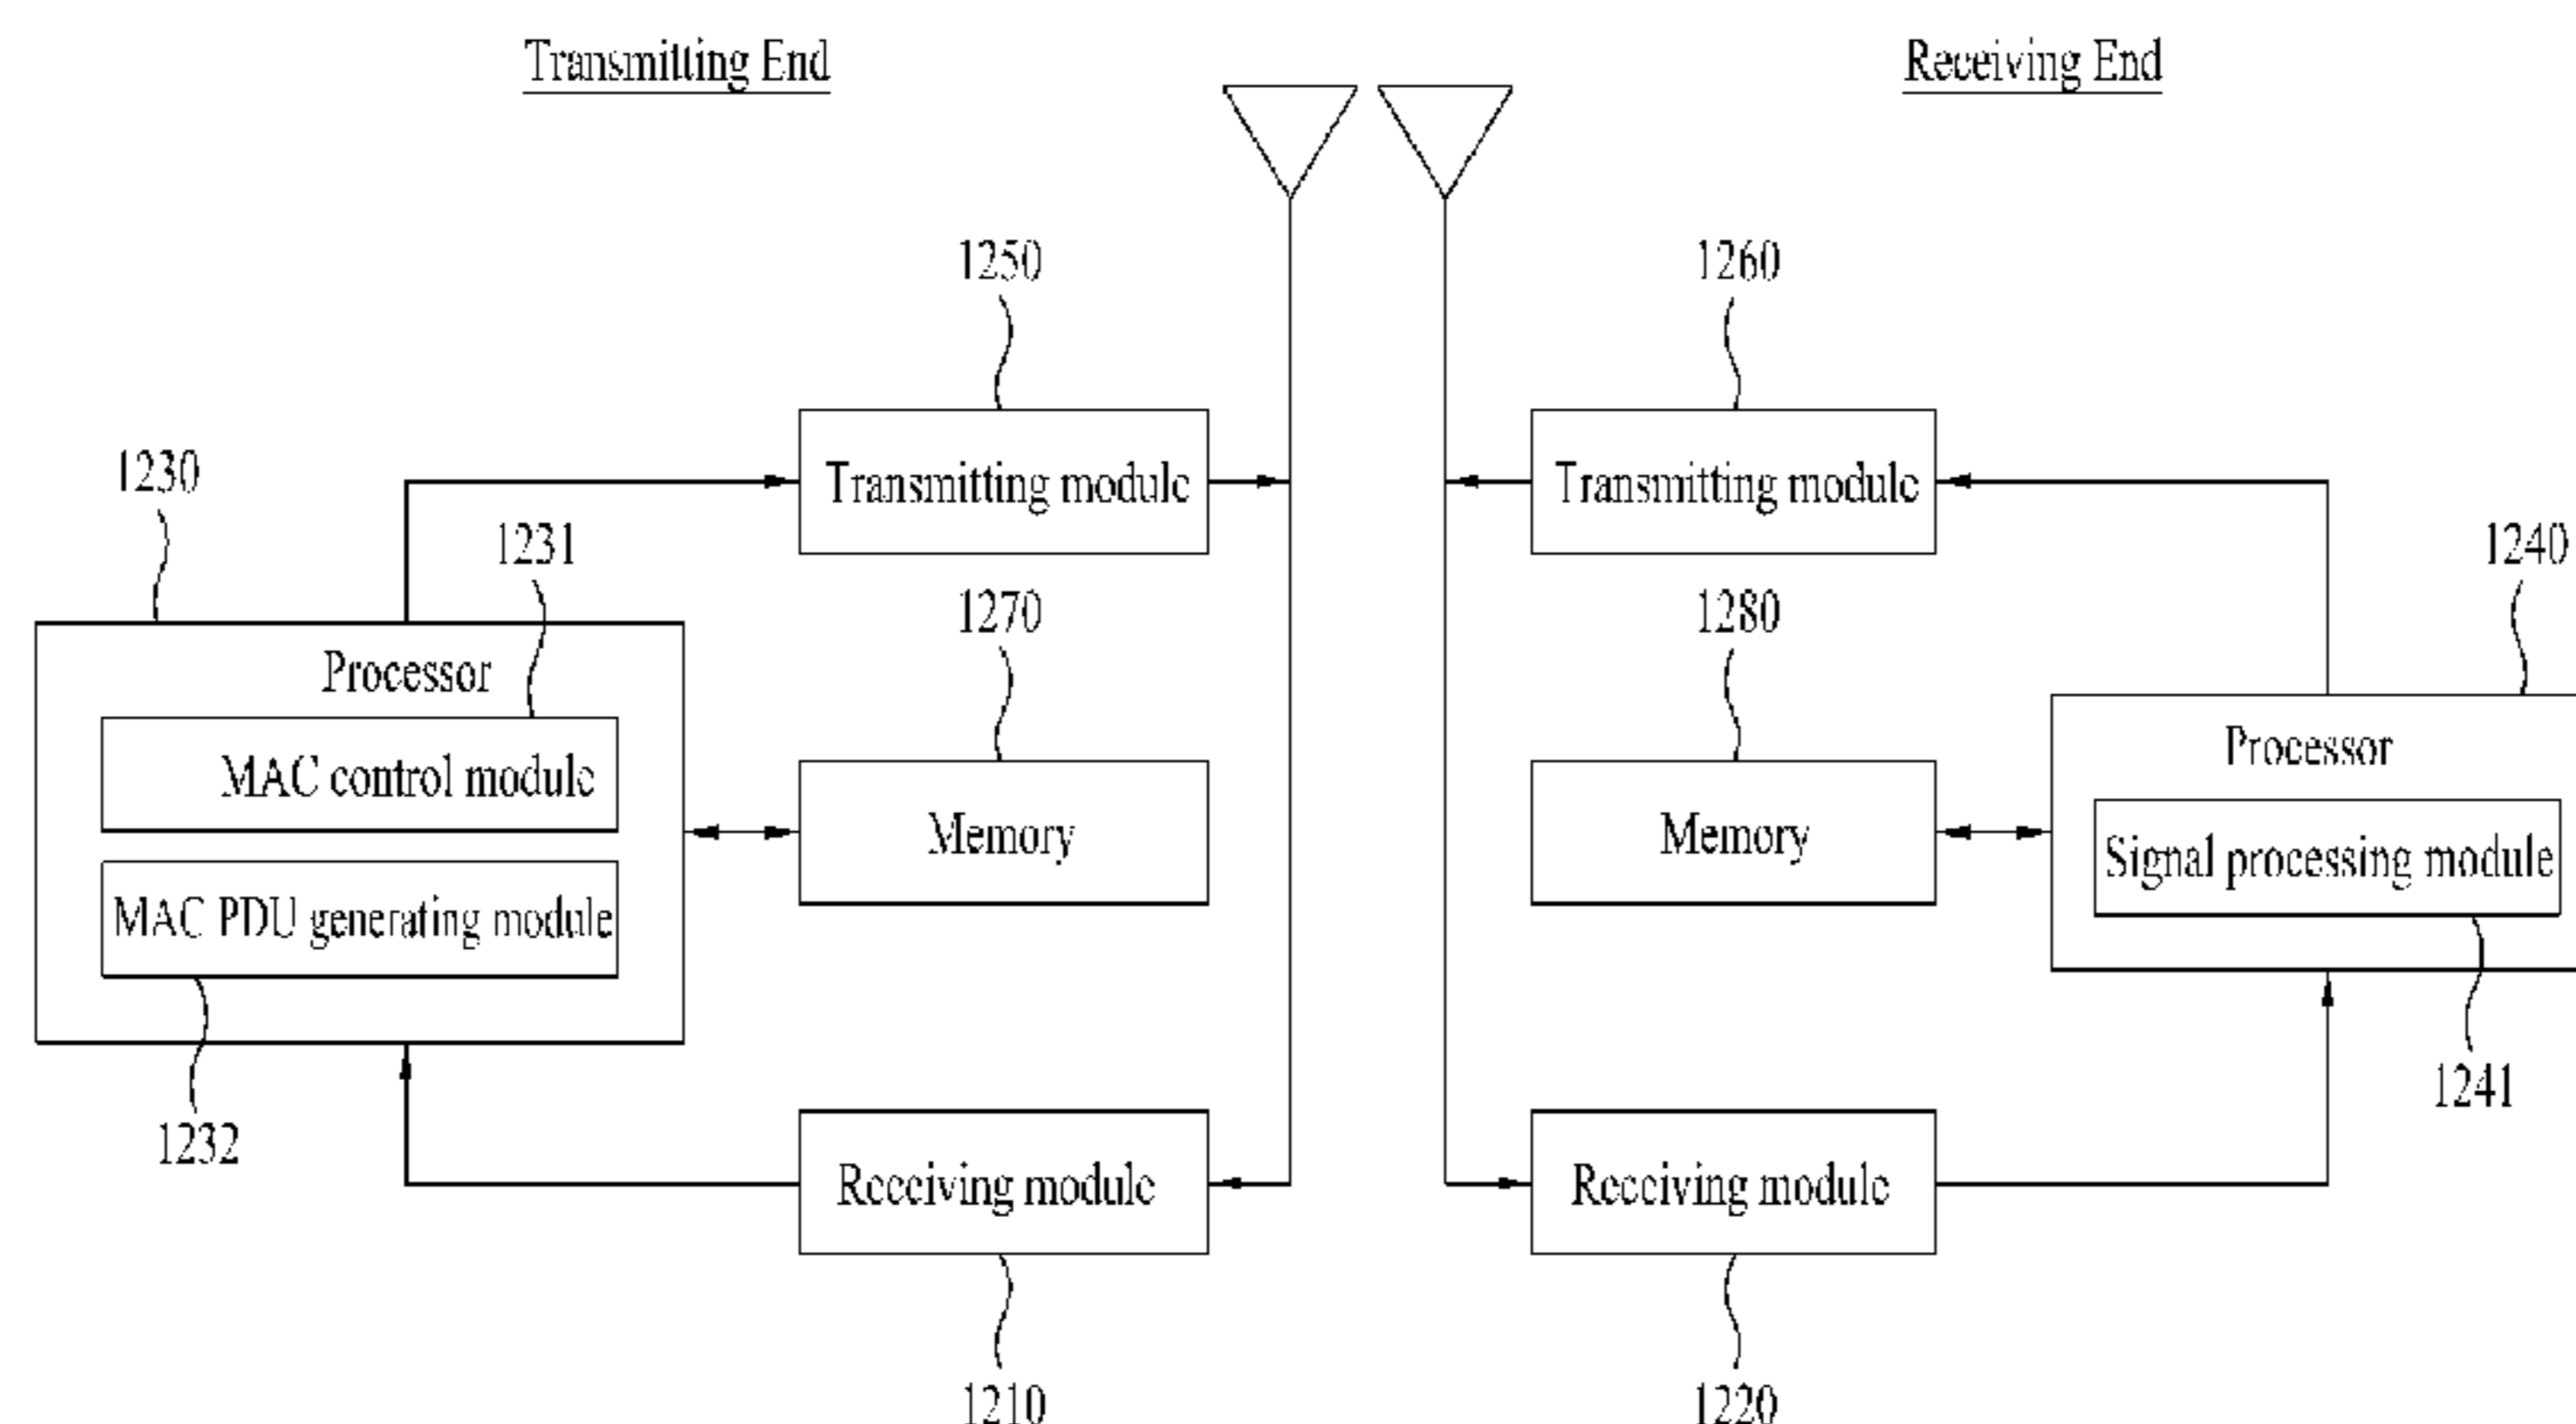 Transmitting End
Receiving End
1250
1260
1230
1231
Transmitting module
Transmitting module
1240
1270
1280
Processor
MAC control module
MAC PDU generating module
Memory
Memory
Processor
Signal processing module
1232
1241
Receiving module
Receiving module
1210
1220